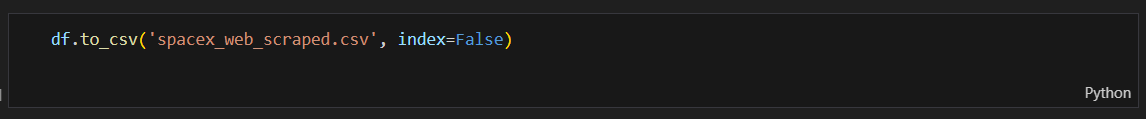 df.to_csv('spacex_web_scraped.csv', index=False)
Python